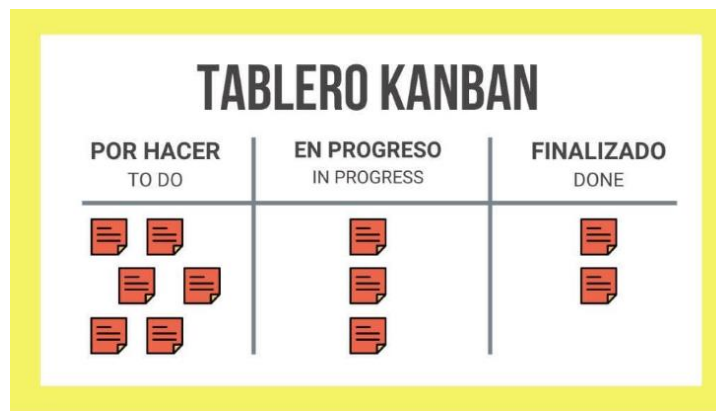 TABLERO KANBAN
POR HACER
TO DO
EN PROGRESO
IN PROGRESS
FINALIZADO
DONE